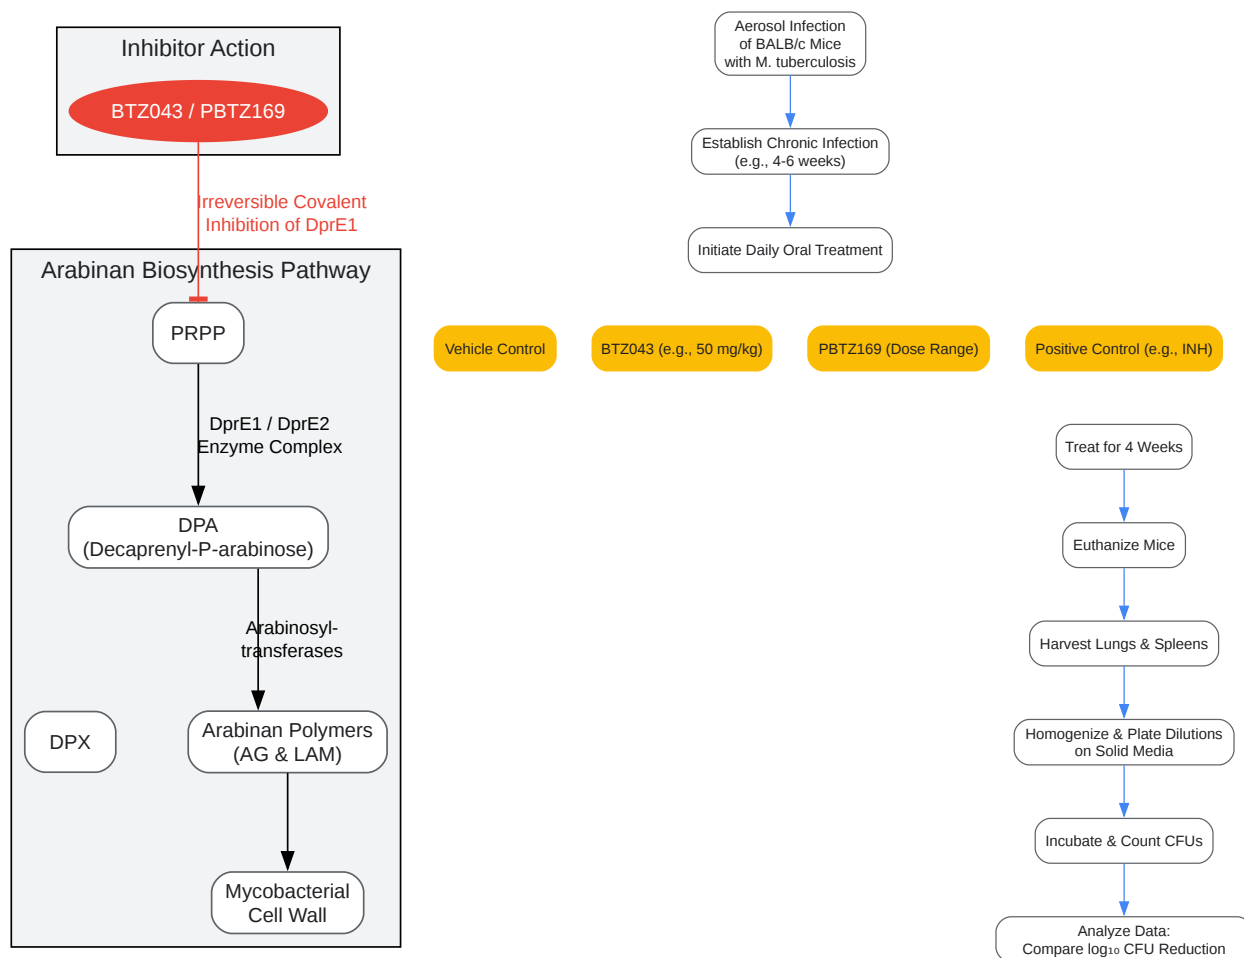 Inhibitor Action
BTZ043 / PBTZ169
Irreversible Covalent
Inhibition of DprE1
Arabinan Biosynthesis Pathway
PRPP
DprE1 / DprE2
Enzyme Complex
DPA
(Decaprenyl-P-arabinose)
Arabinosyl-
transferases
DPX
Arabinan Polymers
(AG & LAM)
Mycobacterial
Cell Wall
Aerosol Infection
of BALB/c Mice
with M. tuberculosis
Establish Chronic Infection
(e.g., 4-6 weeks)
Initiate Daily Oral Treatment
Vehicle Control
BTZ043 (e.g., 50 mg/kg)
PBTZ169 (Dose Range)
Positive Control (e.g., INH)
Treat for 4 Weeks
Euthanize Mice
Harvest Lungs & Spleens
Homogenize & Plate Dilutions
on Solid Media
Incubate & Count CFUs
Analyze Data:
Compare log₁₀ CFU Reduction